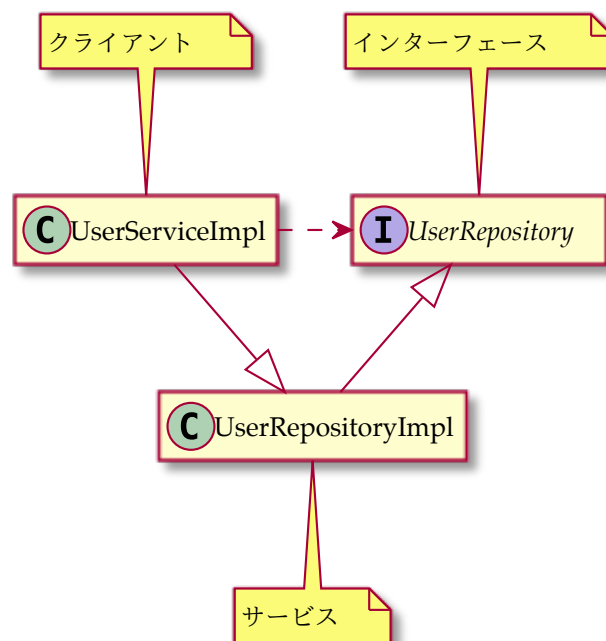 クライアント
インターフェース
C UserServiceImpl
I UserRepository
C UserRepositoryImpl
サービス